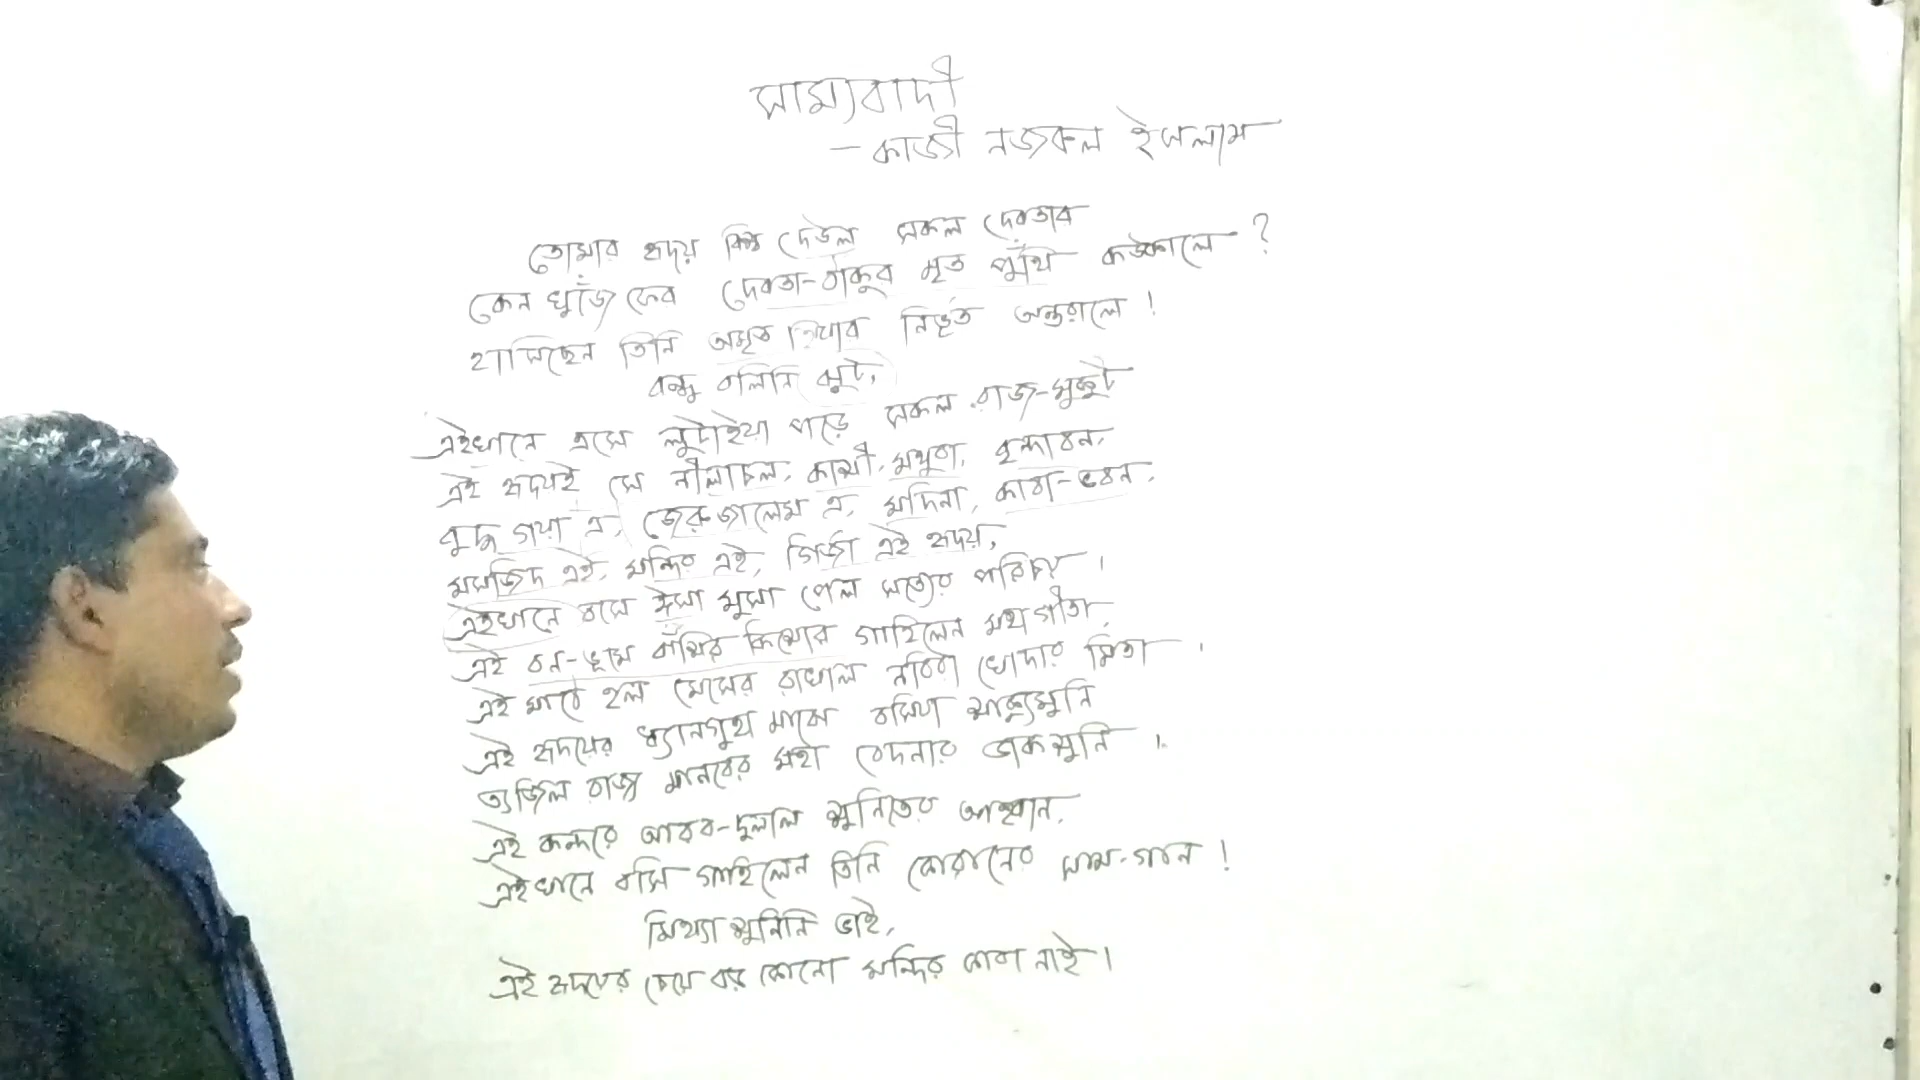 সাম্যবাদী
– কাজী নজরুল ইসলাম
তোমার হৃদয় বিশ্ব দেউল সকল দেবতার
কেন খুঁজে ফের দেবতা-ঠাকুর মৃত পুঁথি কঙ্কালে ?
হাসিছেন তিনি অমৃত হিয়ার নিভৃত অন্তরালে !
বন্ধু বলিনি ঝুট,
এইখানে এসে লুটাইয়া পড়ে সকল রাজ-মুকুট
এই হৃদয়ই সে নীলাচল, কাশী, মথুরা, বৃন্দাবন,
বুদ্ধ গয়া এ, জেরুজালেম এ, মদিনা, কাবা-ভবন,
মসজিদ এই, মন্দির এই, গির্জা এই হৃদয়,
এইখানে বসে ঈসা মুসা পেল সত্যের পরিচয় ।
এই রন-ভূমে বাঁশির কিশোর গাহিলেন মহাগীতা,
এই মাঠে হল মেষের রাখাল নবিরা খোদার মিতা ।
এই হৃদয়ের ধ্যানগুহা মাঝে বসিয়া শাক্যমুনি
ত্যজিল রাজ্য মানবের মহা বেদনার ডাকশুনি ।
এই কন্দরে আরব-দুলাল শুনিতেন আহ্বান,
এইখানে বসি গাহিলেন তিনি কোরানের সাম-গান !
মিথ্যা শুনিনি ভাই,
এই হৃদয়ের চেয়ে বড় কোনো মন্দির কাবা নাই ।